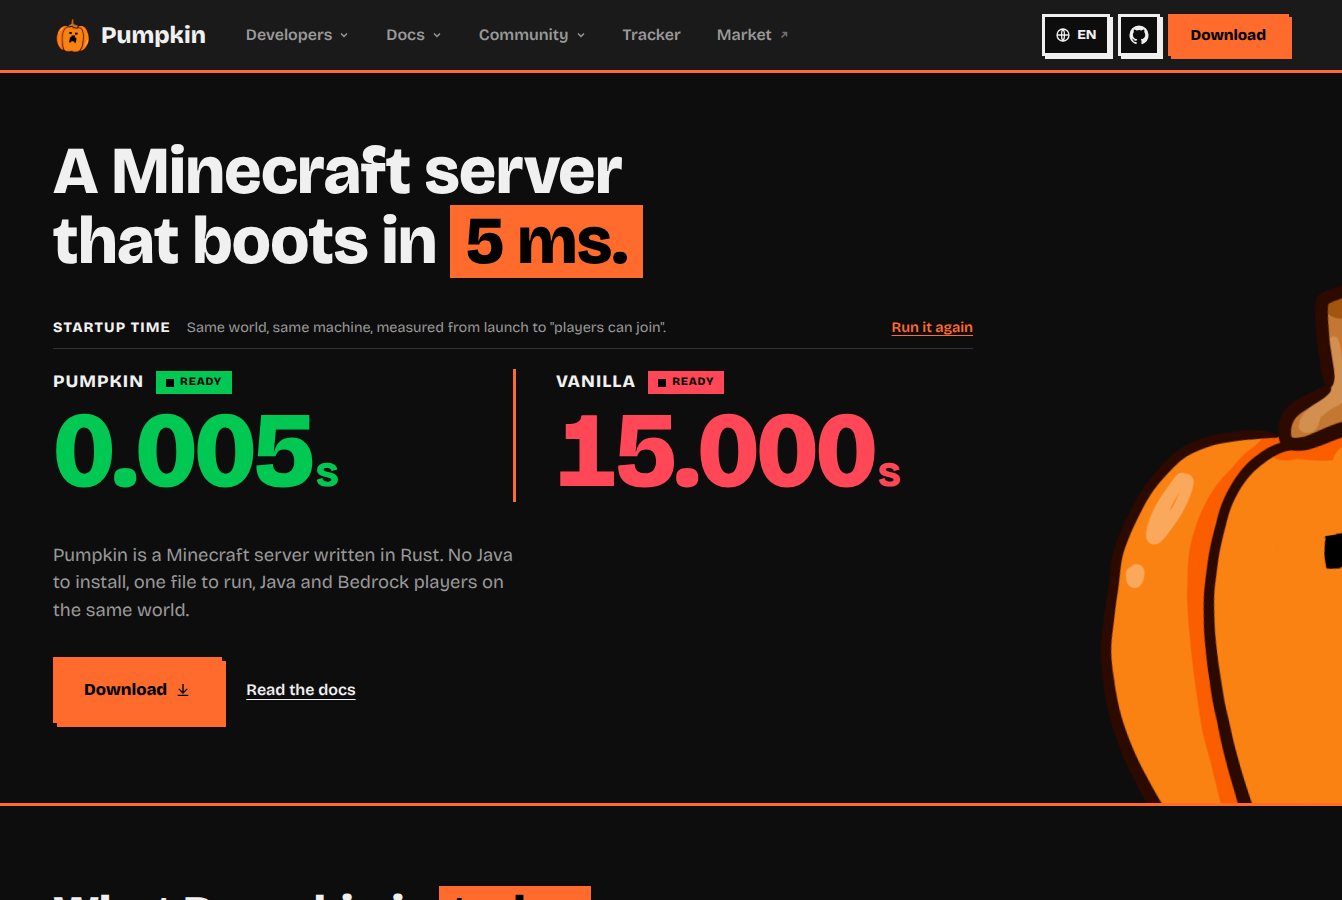 Pumpkin
Developers
Docs
Community
Tracker
Market
EN
Download
A Minecraft server
that boots in 5 ms.
STARTUP TIME Same world, same machine, measured from launch to "players can join". Run it again
PUMPKIN READY
0.005s
VANILLA READY
15.000s
Pumpkin is a Minecraft server written in Rust. No Java
to install, one file to run, Java and Bedrock players on
the same world.
Download
Read the docs